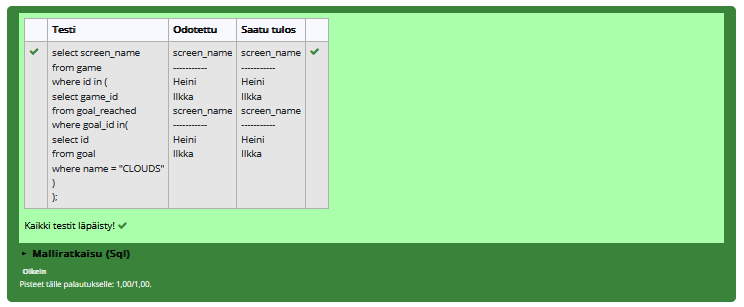 Testi Odotettu Saatu tulos
select screen_name screen_name screen_name
from game ----------- -----------
where id in ( Heini Heini
select game_id Ilkka Ilkka
from goal_reached screen_name screen_name
where goal_id in( ----------- -----------
select id Heini Heini
from goal Ilkka Ilkka
where name = "CLOUDS"
)
);
Kaikki testit läpäisty!
Malliratkaisu (Sql)
Oikein
Pisteet tälle palautukselle: 1,00/1,00.